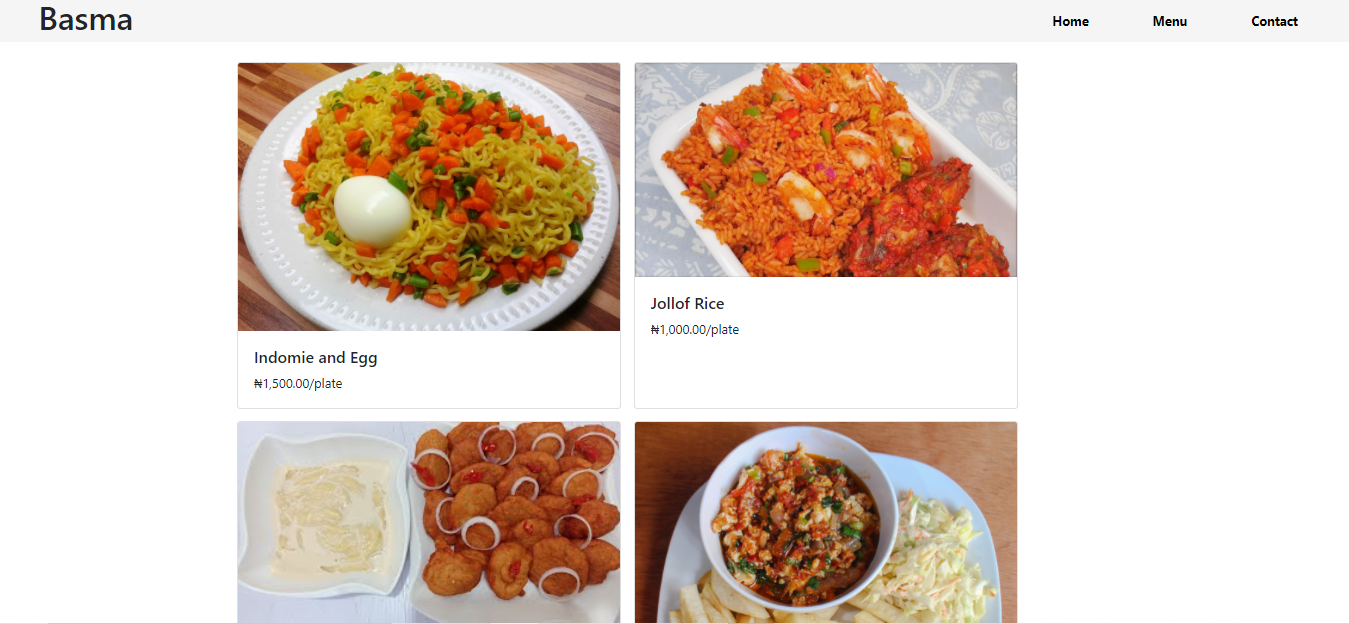 Basma
Home
Menu
Contact
Indomie and Egg
₦1,500.00/plate
Jollof Rice
₦1,000.00/plate